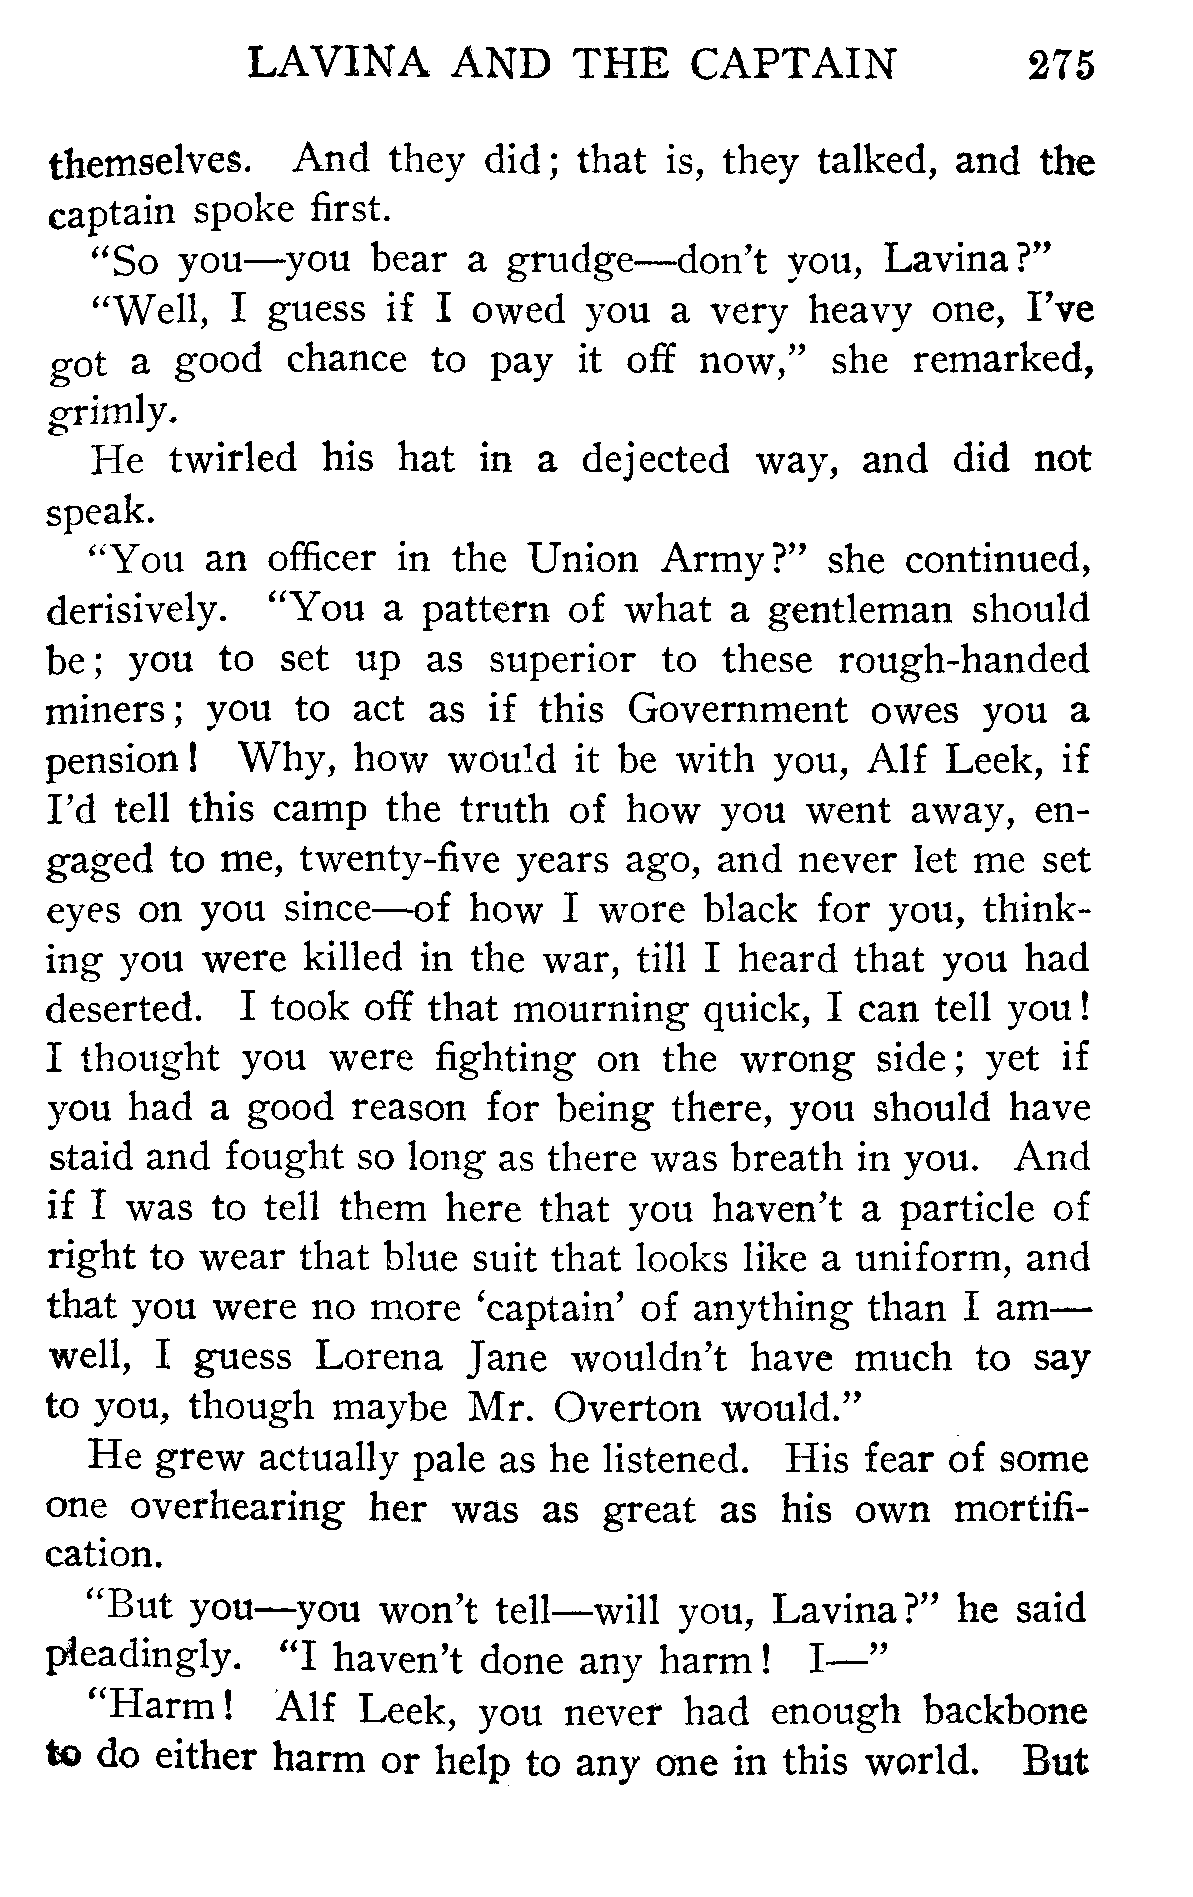 LAVINA AND THE CAPTAIN 275
themselves. And they did; that is, they talked, and the
captain spoke first.
“So you—you bear a grudge—don’t you, Lavina?”
“Well, I guess if I owed you a very heavy one, I’ve
got a good chance to pay it off now,” she remarked,
grimly.
He twirled his hat in a dejected way, and did not
speak.
“You an officer in the Union Army?” she continued,
derisively. “You a pattern of what a gentleman should
be; you to set up as superior to these rough-handed
miners; you to act as if this Government owes you a
pension! Why, how would it be with you, Alf Leek, if
I’d tell this camp the truth of how you went away, en-
gaged to me, twenty-five years ago, and never let me set
eyes on you since—of how I wore black for you, think-
ing you were killed in the war, till I heard that you had
deserted. I took off that mourning quick, I can tell you!
I thought you were fighting on the wrong side; yet if
you had a good reason for being there, you should have
staid and fought so long as there was breath in you. And
if I was to tell them here that you haven’t a particle of
right to wear that blue suit that looks like a uniform, and
that you were no more ‘captain’ of anything than I am—
well, I guess Lorena Jane wouldn’t have much to say
to you, though maybe Mr. Overton would.”
He grew actually pale as he listened. His fear of some
one overhearing her was as great as his own mortifi-
cation.
“But you—you won’t tell—will you, Lavina?” he said
pleadingly. “I haven’t done any harm! I—”
“Harm! Alf Leek, you never had enough backbone
to do either harm or help to any one in this world. But